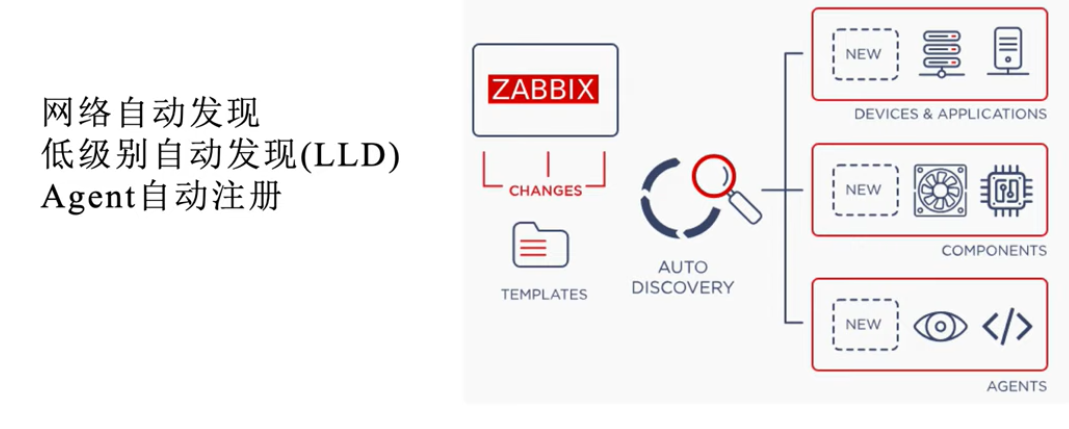 网络自动发现
低级别自动发现(LLD)
Agent自动注册
ZABBIX
CHANGES
TEMPLATES
AUTO
DISCOVERY
NEW
DEVICES & APPLICATIONS
NEW
COMPONENTS
NEW
AGENTS